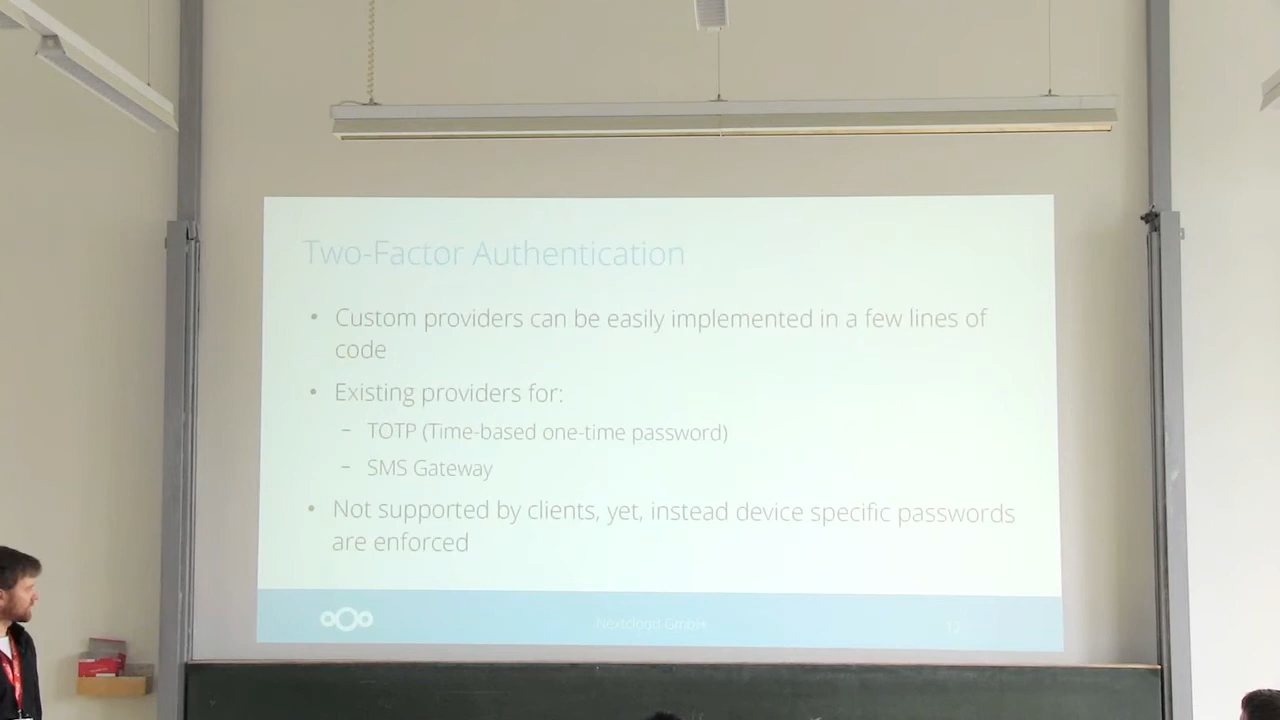 Two-Factor Authentication
• Custom providers can be easily implemented in a few lines of
code
• Existing providers for:
– TOTP (Time-based one-time password)
– SMS Gateway
• Not supported by clients, yet, instead device specific passwords
are enforced
Nextcloud GmbH
12